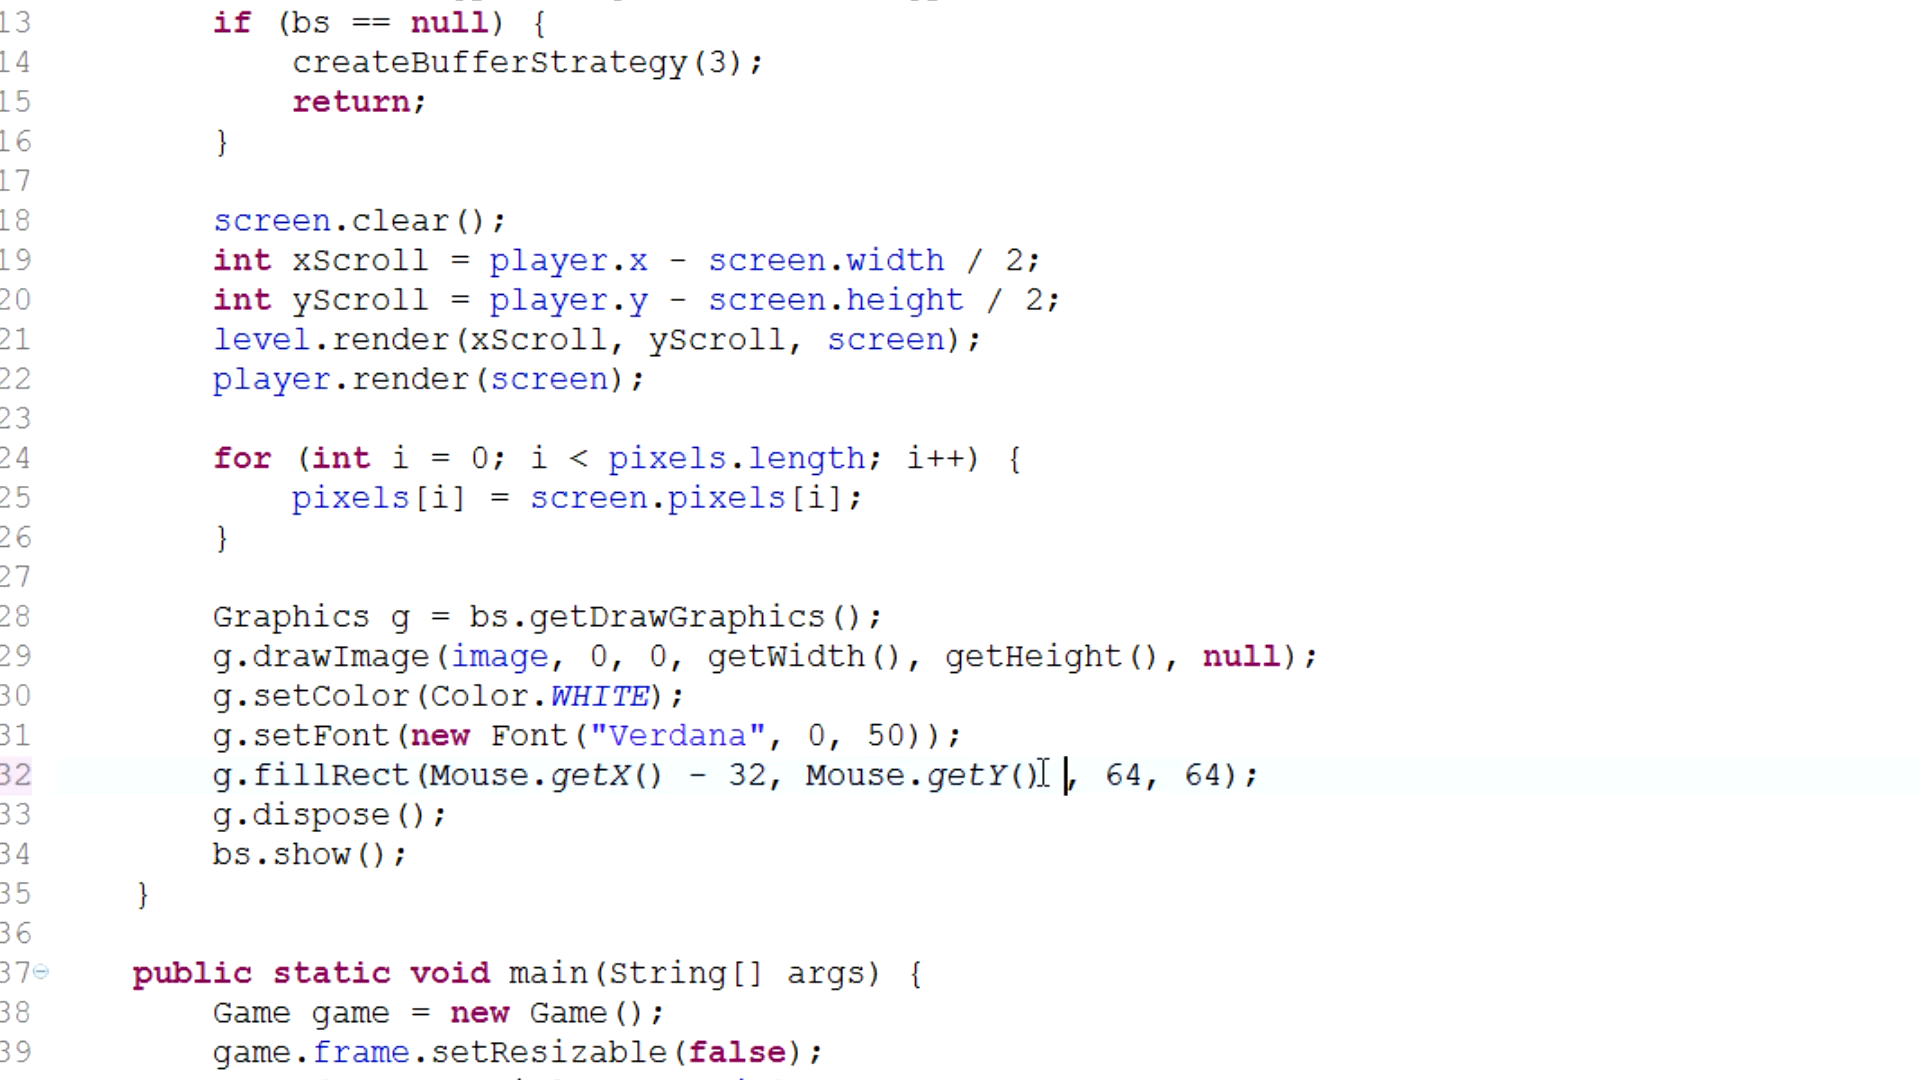 13 if (bs == null) {
14 createBufferStrategy(3);
15 return;
16 }
17
18 screen.clear();
19 int xScroll = player.x - screen.width / 2;
20 int yScroll = player.y - screen.height / 2;
21 level.render(xScroll, yScroll, screen);
22 player.render(screen);
23
24 for (int i = 0; i < pixels.length; i++) {
25 pixels[i] = screen.pixels[i];
26 }
27
28 Graphics g = bs.getDrawGraphics();
29 g.drawImage(image, 0, 0, getWidth(), getHeight(), null);
30 g.setColor(Color.WHITE);
31 g.setFont(new Font("Verdana", 0, 50));
32 g.fillRect(Mouse.getX() - 32, Mouse.getY() , 64, 64);
33 g.dispose();
34 bs.show();
35 }
36
37 public static void main(String[] args) {
38 Game game = new Game();
39 game.frame.setResizable(false);